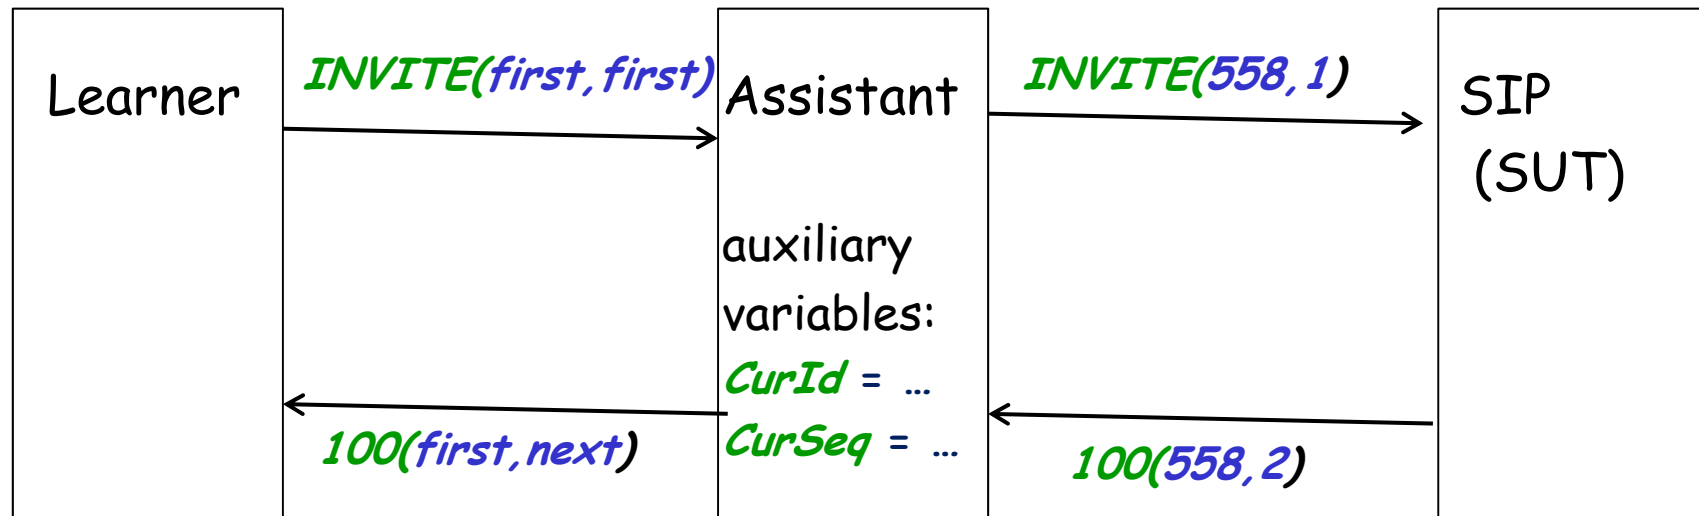 Learner
INVITE(first,first)
Assistant
INVITE(558,1)
SIP
(SUT)
auxiliary
variables:
CurId = …
CurSeq = …
100(first,next)
100(558,2)